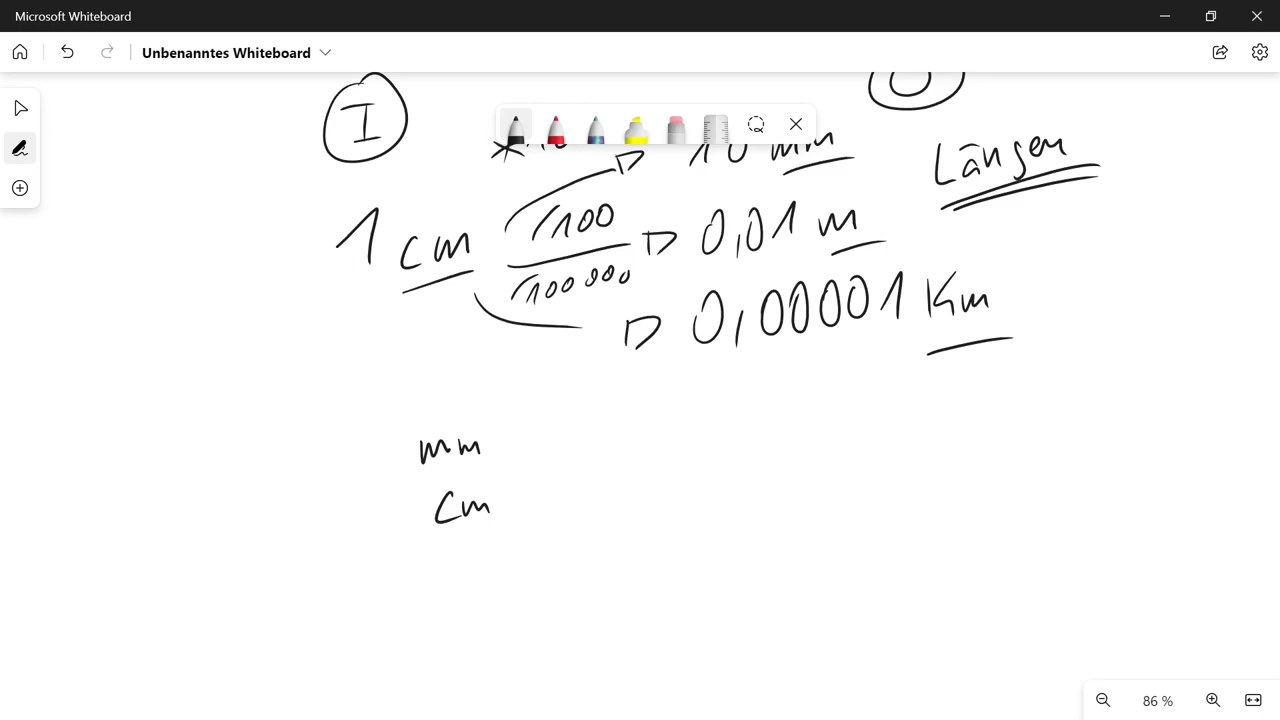 Microsoft Whiteboard
Unbenanntes Whiteboard
I
O
10 mm
Längen
1 cm /100 0,01 m
/100 000
0,00001 Km
mm
cm
86 %